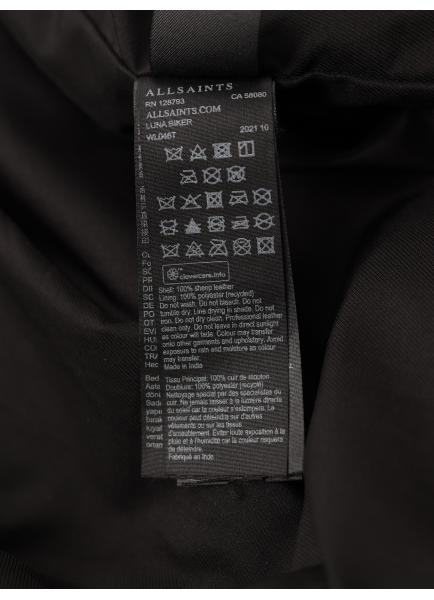 ALLSAINTS
RN 128793 CA 58080
ALLSAINTS.COM
LUNA BIKER
WL046T 2021 10
clevercare.info
Shell: 100% sheep leather
Lining: 100% polyester (recycled)
Do not wash. Do not bleach. Do not
tumble dry. Line drying in shade. Do not
iron. Do not dry clean. Professional leather
clean only. Do not leave in direct sunlight
as colour will fade. Colour may transfer
onto other garments and upholstry. Avoid
exposure to rain and moisture as colour
may transfer.
Made in India
Tissu Principal: 100% cuir de mouton
Doublure: 100% polyester (recyclé)
Nettoyage spécial par des spécialistes du
cuir. Ne jamais laisser à la lumière directe
du soleil car la couleur s'estompera. La
couleur peut déteindre sur d'autres
vêtements ou sur les tissus
d'ameublement. Éviter toute exposition à la
pluie et à l'humidité car la couleur risquera
de déteindre.
Fabriqué en Inde